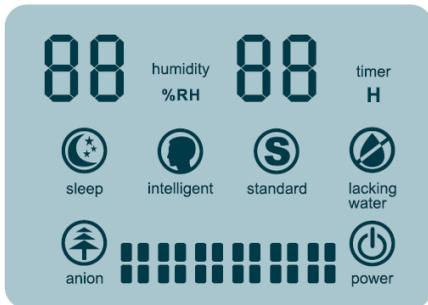 88 humidity %RH 88 timer H
sleep intelligent S standard lacking water
anion power